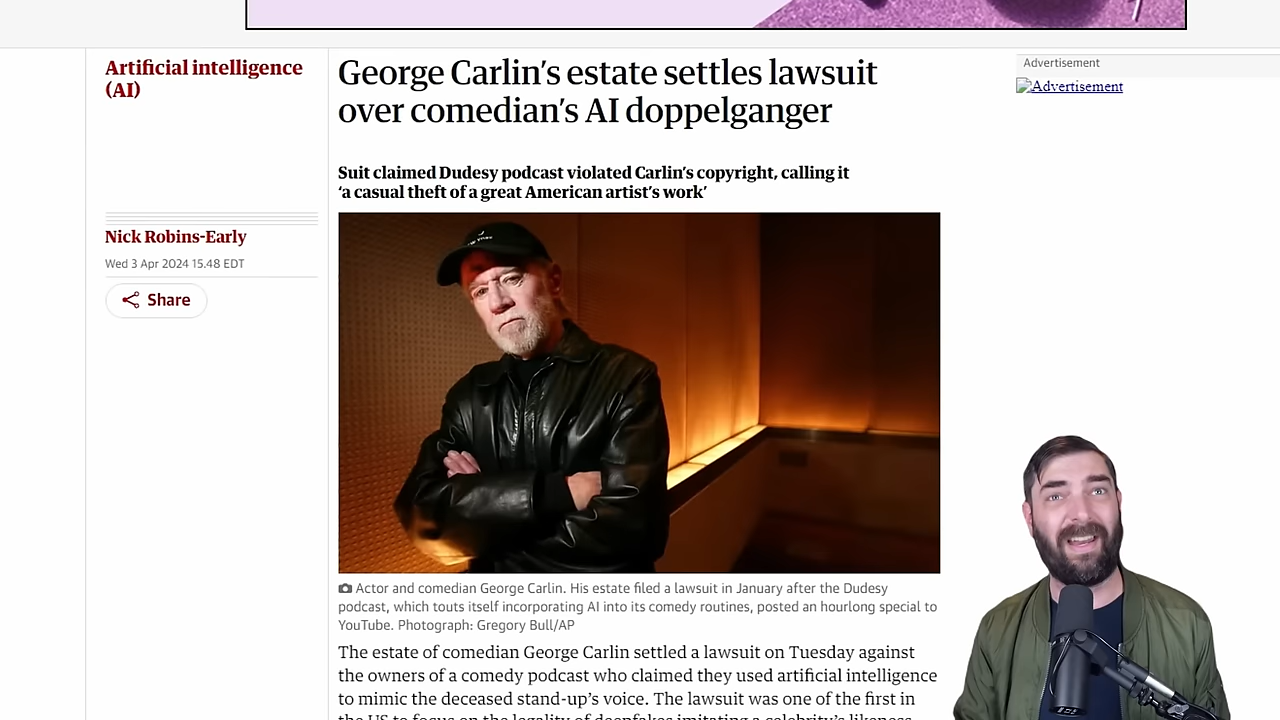 Artificial intelligence
(AI)
George Carlin's estate settles lawsuit
over comedian's AI doppelganger
Suit claimed Dudesy podcast violated Carlin's copyright, calling it
'a casual theft of a great American artist's work'
Nick Robins-Early
Wed 3 Apr 2024 15.48 EDT
Share
Advertisement
Advertisement
Actor and comedian George Carlin. His estate filed a lawsuit in January after the Dudesy
podcast, which touts itself incorporating AI into its comedy routines, posted an hourlong special to
YouTube. Photograph: Gregory Bull/AP
The estate of comedian George Carlin settled a lawsuit on Tuesday against
the owners of a comedy podcast who claimed they used artificial intelligence
to mimic the deceased stand-up's voice. The lawsuit was one of the first in
the US to focus on the legality of deepfakes imitating a celebrity's likeness.